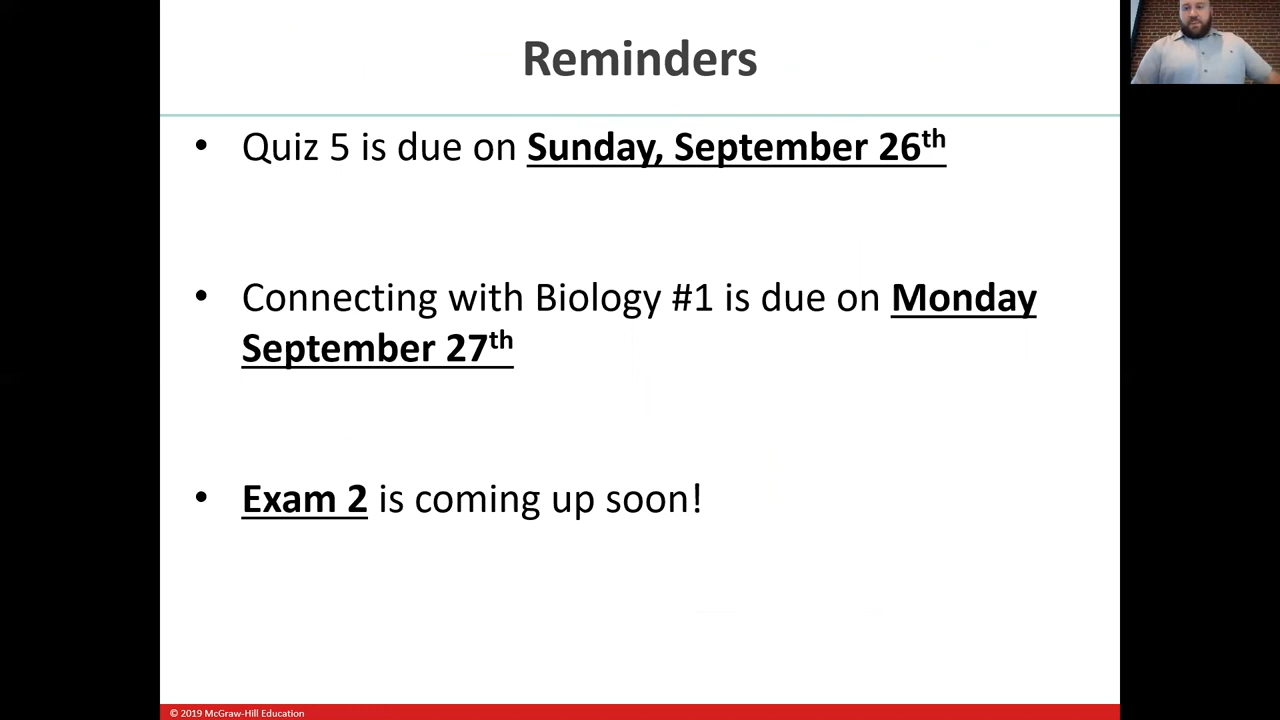 Reminders
• Quiz 5 is due on Sunday, September 26th
• Connecting with Biology #1 is due on Monday
September 27th
• Exam 2 is coming up soon!
© 2019 McGraw-Hill Education